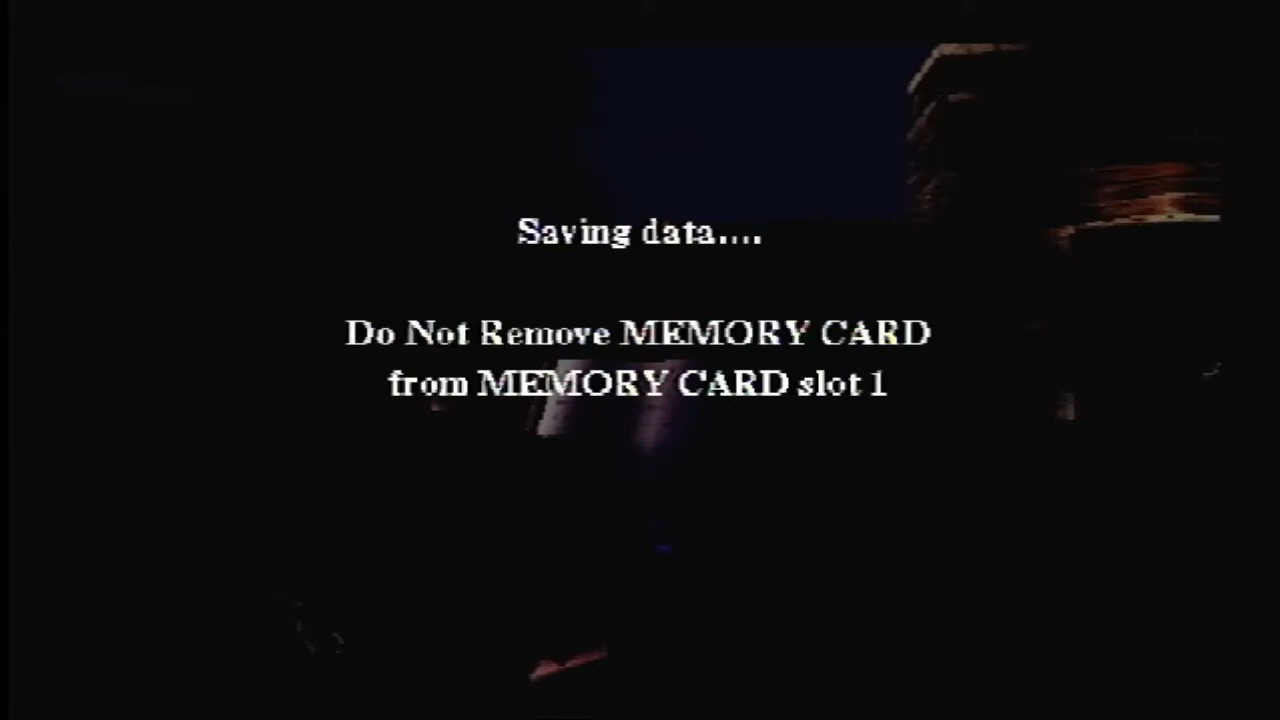 Saving data....
Do Not Remove MEMORY CARD
from MEMORY CARD slot 1